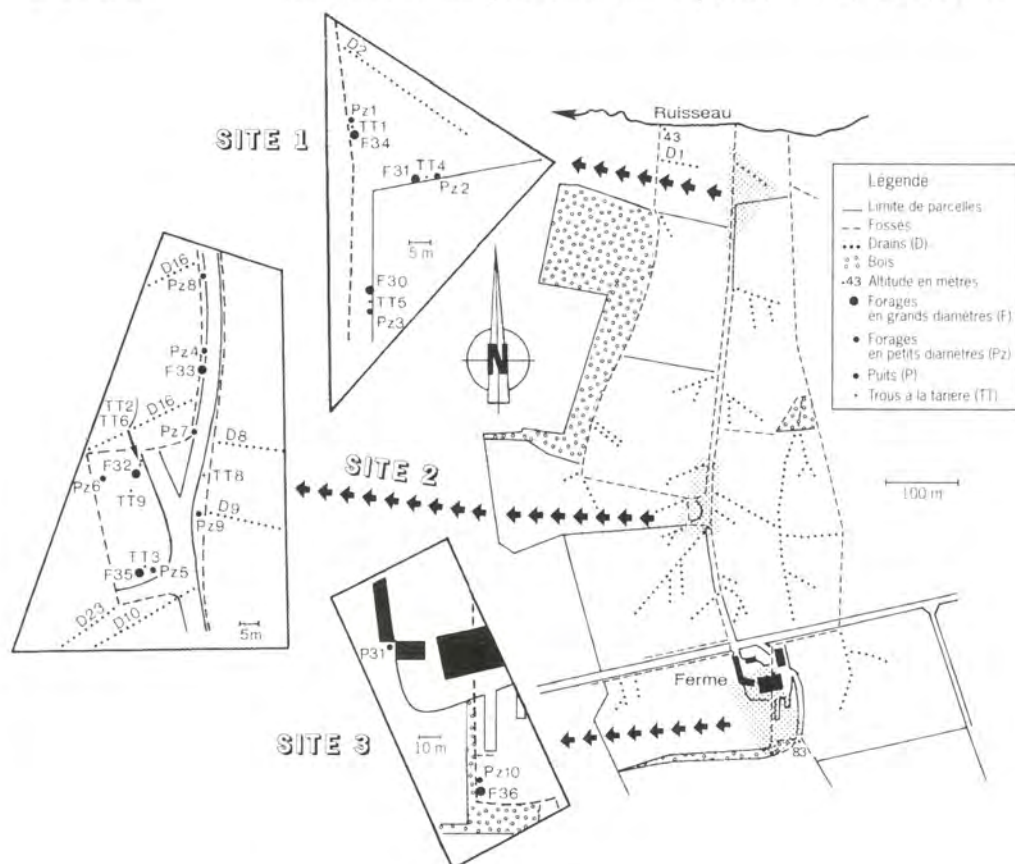 D2
Pz1
TT1
F34
SITE 1
F31
TT4
Pz2
5 m
F30
TT5
Pz3
Ruisseau
43
D1
Légende
Limite de parcelles
Fossés
Drains (D)
Bois
43 Altitude en mètres
Forages
en grands diamètres (F)
Forages
en petits diamètres (Pz)
Puits (P)
Trous à la tarière (TT)
N
100 m
D16
Pz8
Pz4
F33
TT2
TT6
D16
Pz7
D8
F32
Pz6
TT8
TT9
D9
Pz9
TT3
F35
Pz5
D23
D10
5m
SITE 2
P31
SITE 3
10 m
Pz10
F36
Ferme
83